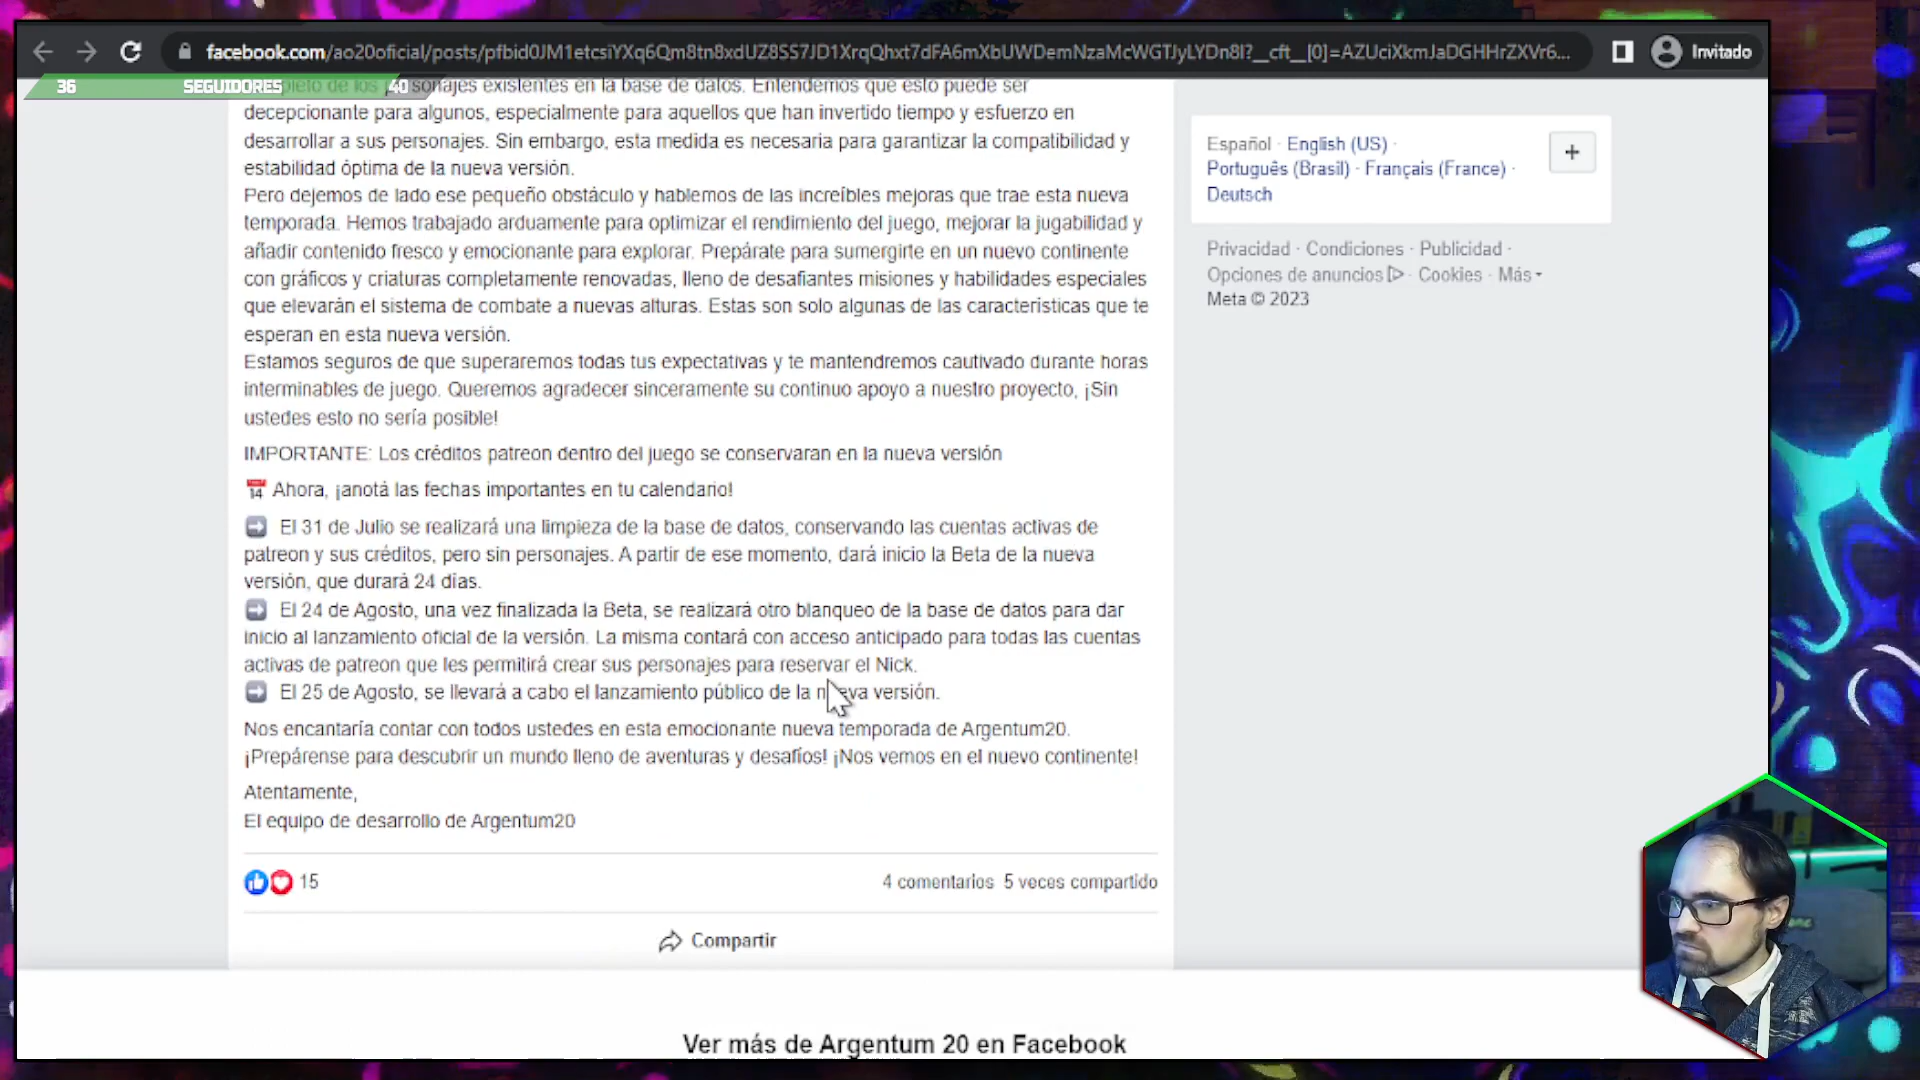 facebook.com/ao20oficial/posts/pfbid0JM1etcsiYXq6Qm8tn8xdUZ8SS7JD1XrqQhxt7dFA6mXbUWDemNzaMcWGTJyLYDn8l?__cft__[0]=AZUciXkmJaDGHHrZXVr6...
Invitado
36 SEGUIDORES 40
de los personajes existentes en la base de datos. Entendemos que esto puede ser
decepcionante para algunos, especialmente para aquellos que han invertido tiempo y esfuerzo en
desarrollar a sus personajes. Sin embargo, esta medida es necesaria para garantizar la compatibilidad y
estabilidad óptima de la nueva versión.
Pero dejemos de lado ese pequeño obstáculo y hablemos de las increíbles mejoras que trae esta nueva
temporada. Hemos trabajado arduamente para optimizar el rendimiento del juego, mejorar la jugabilidad y
añadir contenido fresco y emocionante para explorar. Prepárate para sumergirte en un nuevo continente
con gráficos y criaturas completamente renovadas, lleno de desafiantes misiones y habilidades especiales
que elevarán el sistema de combate a nuevas alturas. Estas son solo algunas de las características que te
esperan en esta nueva versión.
Estamos seguros de que superaremos todas tus expectativas y te mantendremos cautivado durante horas
interminables de juego. Queremos agradecer sinceramente su continuo apoyo a nuestro proyecto, ¡Sin
ustedes esto no sería posible!
IMPORTANTE: Los créditos patreon dentro del juego se conservaran en la nueva versión
📅 Ahora, ¡anotá las fechas importantes en tu calendario!
➡️ El 31 de Julio se realizará una limpieza de la base de datos, conservando las cuentas activas de
patreon y sus créditos, pero sin personajes. A partir de ese momento, dará inicio la Beta de la nueva
versión, que durará 24 días.
➡️ El 24 de Agosto, una vez finalizada la Beta, se realizará otro blanqueo de la base de datos para dar
inicio al lanzamiento oficial de la versión. La misma contará con acceso anticipado para todas las cuentas
activas de patreon que les permitirá crear sus personajes para reservar el Nick.
➡️ El 25 de Agosto, se llevará a cabo el lanzamiento público de la nueva versión.
Nos encantaría contar con todos ustedes en esta emocionante nueva temporada de Argentum20.
¡Prepárense para descubrir un mundo lleno de aventuras y desafíos! ¡Nos vemos en el nuevo continente!
Atentamente,
El equipo de desarrollo de Argentum20
15
4 comentarios 5 veces compartido
Compartir
Ver más de Argentum 20 en Facebook
Español · English (US) ·
Português (Brasil) · Français (France) ·
Deutsch
+
Privacidad · Condiciones · Publicidad ·
Opciones de anuncios · Cookies · Más
Meta © 2023